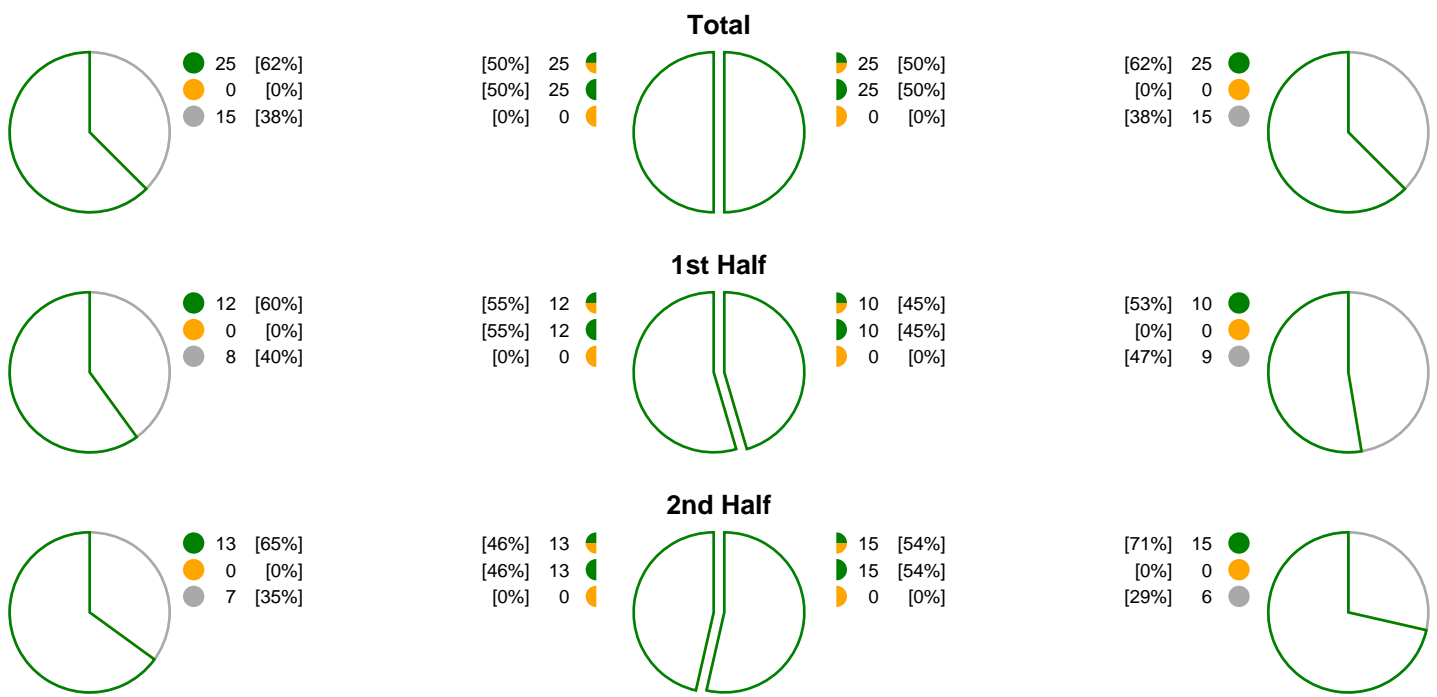 Total
25 [62%] [50%] 25 25 [50%] [62%] 25
0 [0%] [50%] 25 25 [50%] [0%] 0
15 [38%] [0%] 0 0 [0%] [38%] 15
1st Half
12 [60%] [55%] 12 10 [45%] [53%] 10
0 [0%] [55%] 12 10 [45%] [0%] 0
8 [40%] [0%] 0 0 [0%] [47%] 9
2nd Half
13 [65%] [46%] 13 15 [54%] [71%] 15
0 [0%] [46%] 13 15 [54%] [0%] 0
7 [35%] [0%] 0 0 [0%] [29%] 6